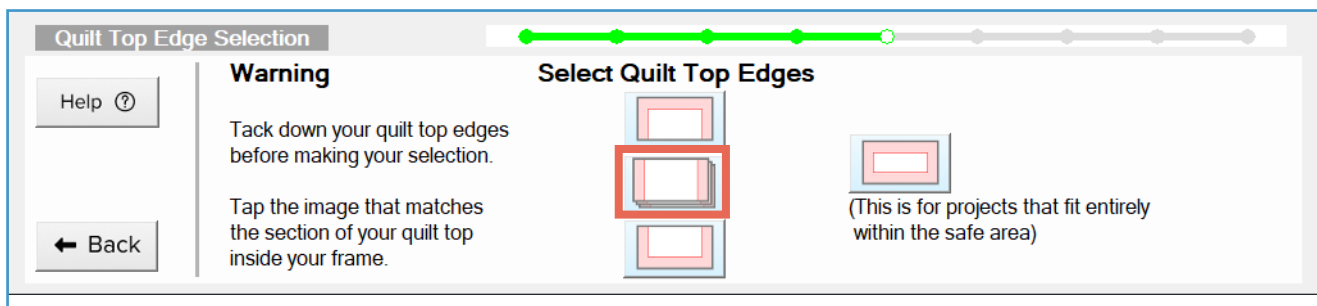 Quilt Top Edge Selection
Help ?
← Back
Warning
Tack down your quilt top edges
before making your selection.
Tap the image that matches
the section of your quilt top
inside your frame.
Select Quilt Top Edges
(This is for projects that fit entirely
within the safe area)